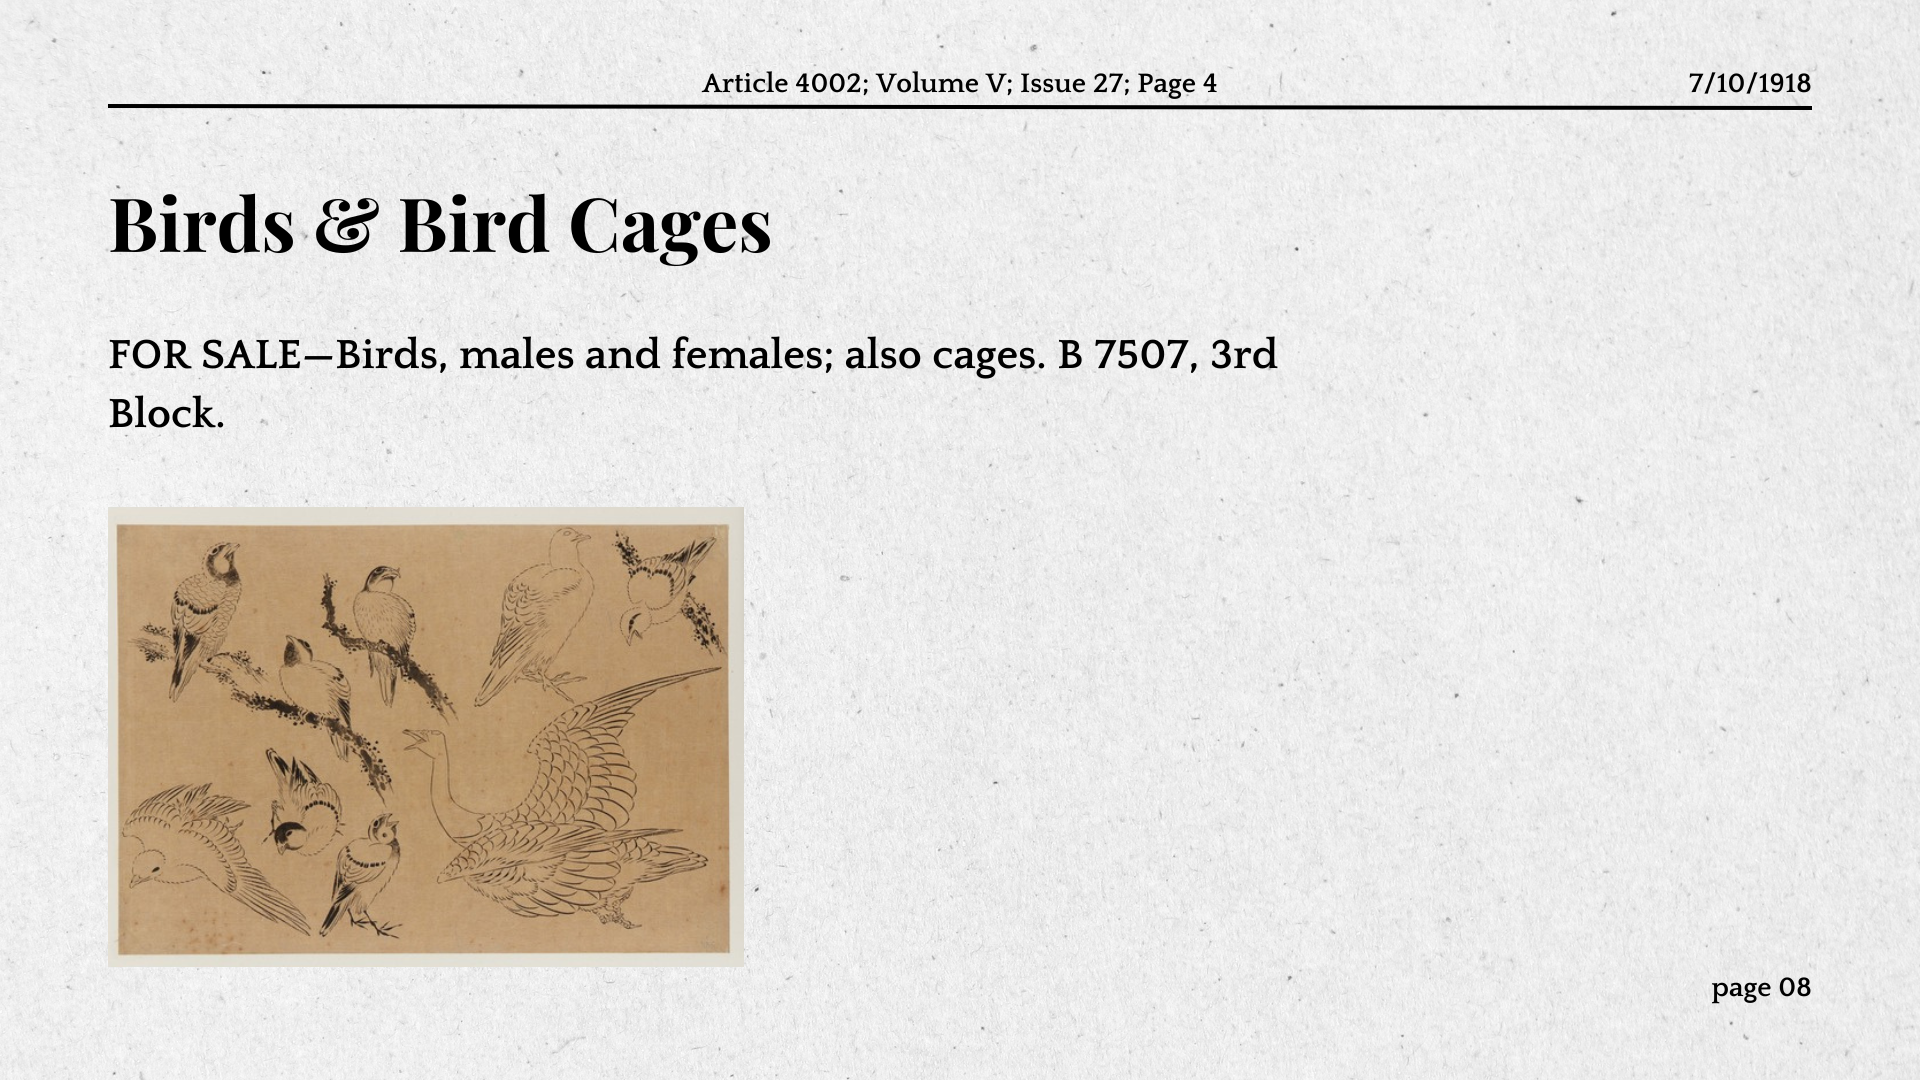 Article 4002; Volume V; Issue 27; Page 4
7/10/1918
Birds & Bird Cages
FOR SALE—Birds, males and females; also cages. B 7507, 3rd
Block.
page 08